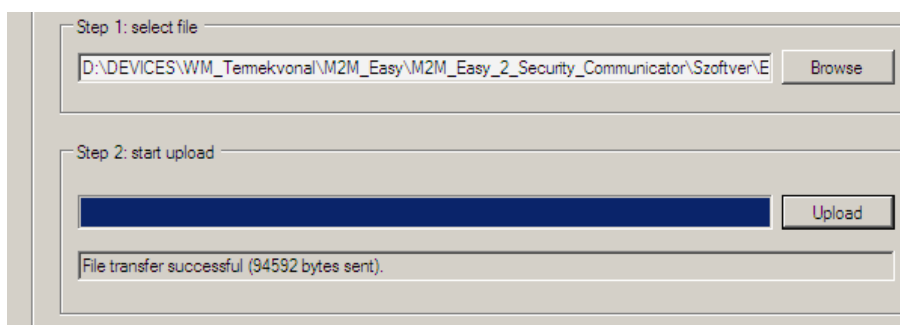 Step 1: select file
D:\DEVICES\WM_Termekvonal\M2M_Easy\M2M_Easy_2_Security_Communicator\Szoftver\E
Browse
Step 2: start upload
Upload
File transfer successful (94592 bytes sent).